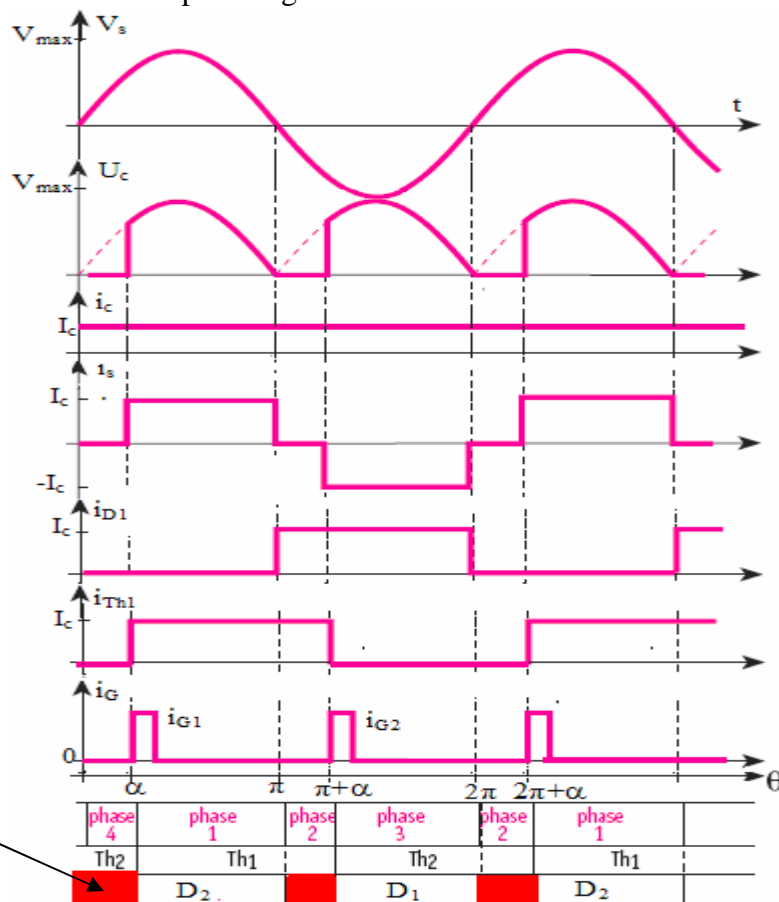 Vmax Vs
t
Vmax Uc
ic
Ic
is
Ic
-Ic
iD1
Ic
iTh1
Ic
iG
iG1 iG2
0
α π π+α 2π 2π+α θ
phase 4 phase 1 phase 2 phase 3 phase 2 phase 1
Th2 Th1 Th2 Th1
D2 D1 D2